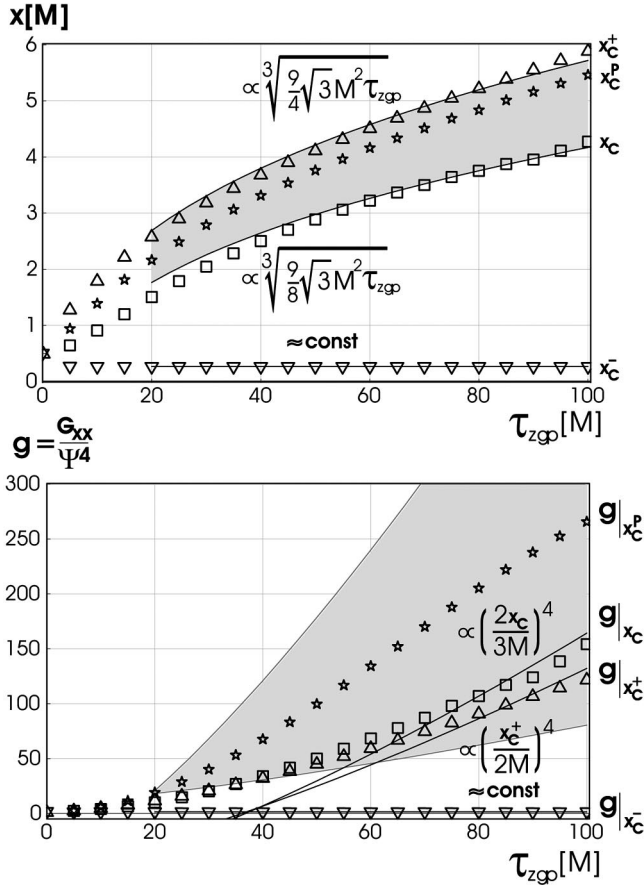 x[M]
6
5
4
3
2
1
0
∝ ∛(9/4 √3 M² τ_zgp)
∝ ∛(9/8 √3 M² τ_zgp)
≈const
x_C^+
x_C^P
x_C
x_C^-
0 20 40 60 80 100
τ_zgp[M]
g = G_xx/Ψ⁴
300
250
200
150
100
50
0
∝(2x_C/3M)^4
∝(x_C^+/2M)^4
≈const
g|x_C^P
g|x_C
g|x_C^+
g|x_C^-
0 20 40 60 80 100
τ_zgp[M]